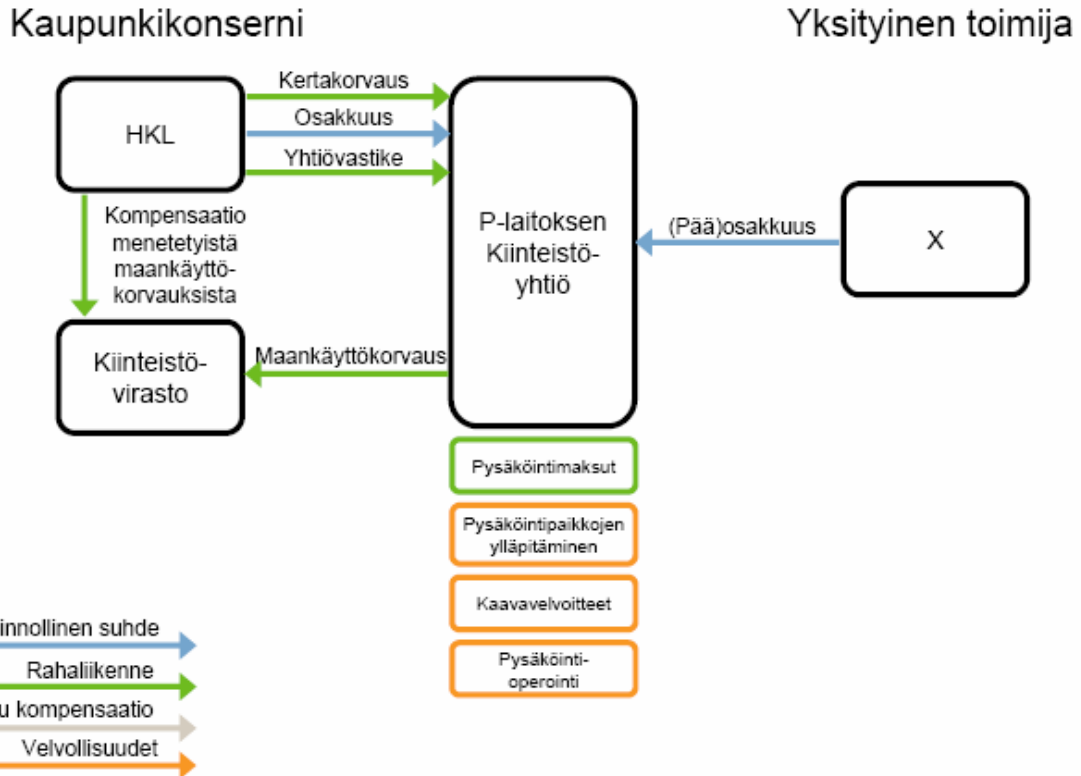 Kaupunkikonserni
Yksityinen toimija
HKL
Kertakorvaus
Osakkuus
Yhtiövastike
Kompensaatio
menetetyistä
maankäyttö-
korvauksista
P-laitoksen
Kiinteistö-
yhtiö
(Pää)osakkuus
X
Kiinteistö-
virasto
Maankäyttökorvaus
Pysäköintimaksut
Pysäköintipaikkojen
ylläpitäminen
Kaavavelvoitteet
Pysäköinti-
operointi
suhde
Rahaliikenne
kompensaatio
Velvollisuudet